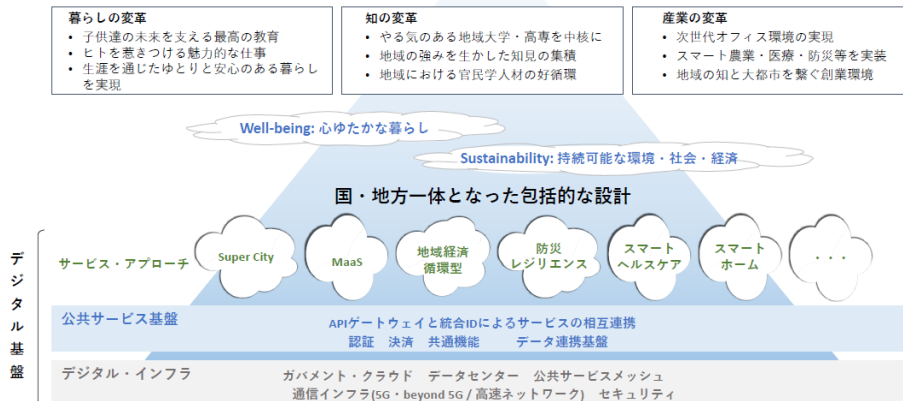 暮らしの変革
• 子供達の未来を支える最高の教育
• ヒトを惹きつける魅力的な仕事
• 生涯を通じたゆとりと安心のある暮らし
を実現
知の変革
• やる気のある地域大学・高専を中核に
• 地域の強みを生かした知見の集積
• 地域における官民学人材の好循環
産業の変革
• 次世代オフィス環境の実現
• スマート農業・医療・防災等を実装
• 地域の知と大都市を繋ぐ創業環境
Well-being: 心ゆたかな暮らし
Sustainability: 持続可能な環境・社会・経済
国・地方一体となった包括的な設計
デジタル基盤
サービス・アプローチ
Super City
MaaS
地域経済
循環型
防災
レジリエンス
スマート
ヘルスケア
スマート
ホーム
・・・
公共サービス基盤
APIゲートウェイと統合IDによるサービスの相互連携
認証 決済 共通機能 データ連携基盤
デジタル・インフラ
ガバメント・クラウド データセンター 公共サービスメッシュ
通信インフラ(5G・beyond 5G / 高速ネットワーク) セキュリティ